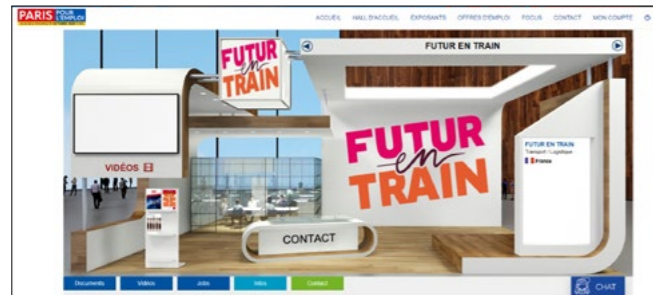 PARIS POUR L'EMPLOI
ACCUEIL HALL D'ACCUEIL EXPOSANTS OFFRES D'EMPLOI FOCUS CONTACT MON COMPTE
FUTUR EN TRAIN
FUTUR
en
TRAIN
VIDÉOS
FUTUR
en
TRAIN
FUTUR EN TRAIN
Transport / Logistique
France
CONTACT
Documents Vidéos Jobs Infos Contact
CHAT